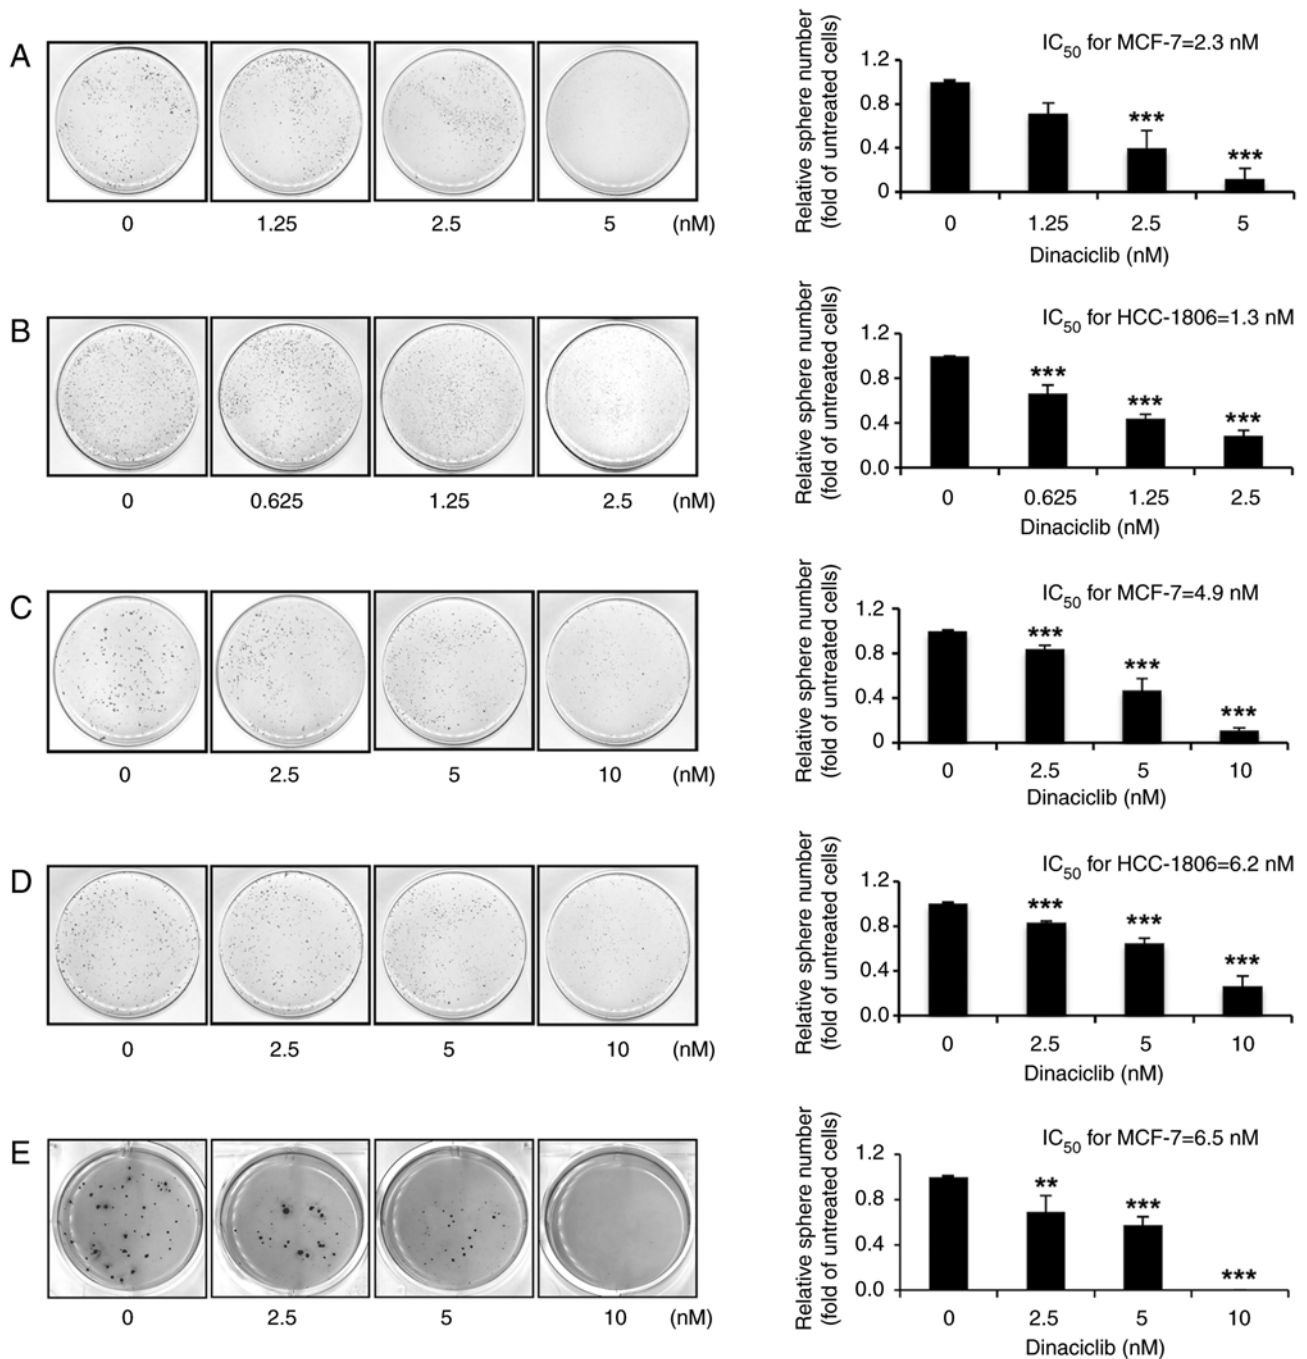 A
0 1.25 2.5 5 (nM)
Relative sphere number
(fold of untreated cells)
IC50 for MCF-7=2.3 nM
1.2
0.8
0.4
0
***
***
0 1.25 2.5 5
Dinaciclib (nM)
B
0 0.625 1.25 2.5 (nM)
Relative sphere number
(fold of untreated cells)
IC50 for HCC-1806=1.3 nM
1.2
0.8
0.4
0.0
***
***
***
0 0.625 1.25 2.5
Dinaciclib (nM)
C
0 2.5 5 10 (nM)
Relative sphere number
(fold of untreated cells)
IC50 for MCF-7=4.9 nM
1.2
0.8
0.4
0
***
***
***
0 2.5 5 10
Dinaciclib (nM)
D
0 2.5 5 10 (nM)
Relative sphere number
(fold of untreated cells)
IC50 for HCC-1806=6.2 nM
1.2
0.8
0.4
0.0
***
***
***
0 2.5 5 10
Dinaciclib (nM)
E
0 2.5 5 10 (nM)
Relative sphere number
(fold of untreated cells)
IC50 for MCF-7=6.5 nM
1.2
0.8
0.4
0.0
**
***
***
0 2.5 5 10
Dinaciclib (nM)